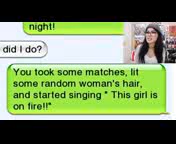 night!
did I do?
You took some matches, lit
some random woman's hair,
and started singing " This girl is
on fire!!"